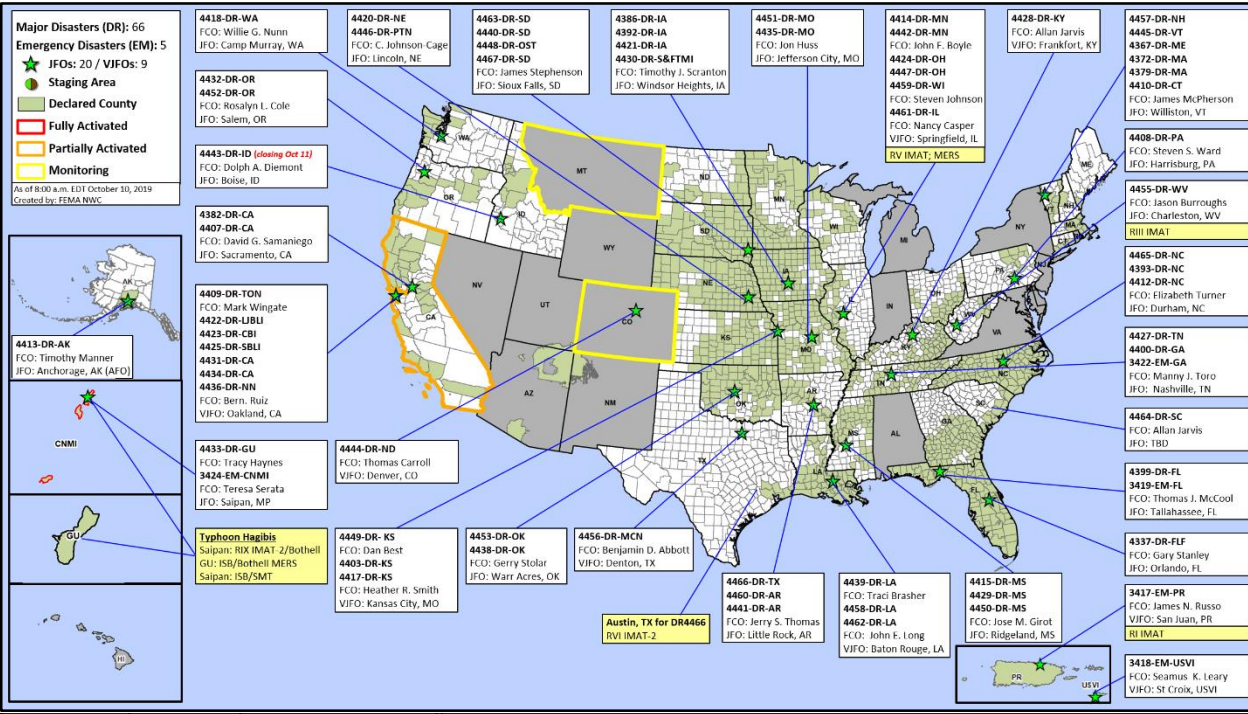 Major Disasters (DR): 66
Emergency Disasters (EM): 5
JFOs: 20 / VJFOs: 9
Staging Area
Declared County
Fully Activated
Partially Activated
Monitoring
As of 8:00 a.m. EDT October 10, 2019
Created by: FEMA NWC
4418-DR-WA
FCO: Willie G. Nunn
JFO: Camp Murray, WA
4420-DR-NE
4446-DR-PTN
FCO: C. Johnson-Cage
JFO: Lincoln, NE
4463-DR-SD
4440-DR-SD
4448-DR-OST
4467-DR-SD
FCO: James Stephenson
JFO: Sioux Falls, SD
4386-DR-IA
4392-DR-IA
4421-DR-IA
4430-DR-S&FTMI
FCO: Timothy J. Scranton
JFO: Windsor Heights, IA
4451-DR-MO
4435-DR-MO
FCO: Jon Huss
JFO: Jefferson City, MO
4414-DR-MN
4442-DR-MN
FCO: John F. Boyle
4424-DR-OH
4447-DR-OH
4459-DR-WI
FCO: Steven Johnson
4461-DR-IL
FCO: Nancy Casper
VJFO: Springfield, IL
RV IMAT; MERS
4428-DR-KY
FCO: Allan Jarvis
VJFO: Frankfort, KY
4457-DR-NH
4445-DR-VT
4367-DR-ME
4372-DR-MA
4379-DR-MA
4410-DR-CT
FCO: James McPherson
JFO: Williston, VT
4432-DR-OR
4452-DR-OR
FCO: Rosalyn L. Cole
JFO: Salem, OR
4443-DR-ID (closing Oct 11)
FCO: Dolph A. Diemont
JFO: Boise, ID
4382-DR-CA
4407-DR-CA
FCO: David G. Samaniego
JFO: Sacramento, CA
4409-DR-TON
FCO: Mark Wingate
4422-DR-LJBLI
4423-DR-CBI
4425-DR-SBLI
4431-DR-CA
4434-DR-CA
4436-DR-NN
FCO: Bern. Ruiz
VJFO: Oakland, CA
4408-DR-PA
FCO: Steven S. Ward
JFO: Harrisburg, PA
4455-DR-WV
FCO: Jason Burroughs
JFO: Charleston, WV
RIII IMAT
4465-DR-NC
4393-DR-NC
4412-DR-NC
FCO: Elizabeth Turner
JFO: Durham, NC
4427-DR-TN
4400-DR-GA
3422-EM-GA
FCO: Manny J. Toro
JFO: Nashville, TN
4464-DR-SC
FCO: Allan Jarvis
JFO: TBD
4399-DR-FL
3419-EM-FL
FCO: Thomas J. McCool
JFO: Tallahassee, FL
4337-DR-FLF
FCO: Gary Stanley
JFO: Orlando, FL
3417-EM-PR
FCO: James N. Russo
VJFO: San Juan, PR
RI IMAT
3418-EM-USVI
FCO: Seamus K. Leary
VJFO: St Croix, USVI
AK
4413-DR-AK
FCO: Timothy Manner
JFO: Anchorage, AK (AFO)
CNMI
GU
HI
4433-DR-GU
FCO: Tracy Haynes
3424-EM-CNMI
FCO: Teresa Serata
JFO: Saipan, MP
Typhoon Hagibis
Saipan: RIX IMAT-2/Bothell
GU: ISB/Bothell MERS
Saipan: ISB/SMT
4444-DR-ND
FCO: Thomas Carroll
VJFO: Denver, CO
4449-DR- KS
FCO: Dan Best
4403-DR-KS
4417-DR-KS
FCO: Heather R. Smith
VJFO: Kansas City, MO
4453-DR-OK
4438-DR-OK
FCO: Gerry Stolar
JFO: Warr Acres, OK
4456-DR-MCN
FCO: Benjamin D. Abbott
VJFO: Denton, TX
Austin, TX for DR4466
RVI IMAT-2
4466-DR-TX
4460-DR-AR
4441-DR-AR
FCO: Jerry S. Thomas
JFO: Little Rock, AR
4439-DR-LA
FCO: Traci Brasher
4458-DR-LA
4462-DR-LA
FCO: John E. Long
VJFO: Baton Rouge, LA
4415-DR-MS
4429-DR-MS
4450-DR-MS
FCO: Jose M. Girot
JFO: Ridgeland, MS
WA
OR
ID
MT
WY
NV
UT
CA
AZ
NM
CO
ND
SD
NE
KS
OK
TX
MN
IA
MO
AR
LA
WI
MI
IN
OH
KY
TN
MS
AL
GA
FL
SC
NC
VA
WV
PA
NY
NJ
CT
MA
NH
VT
ME
PR
USVI